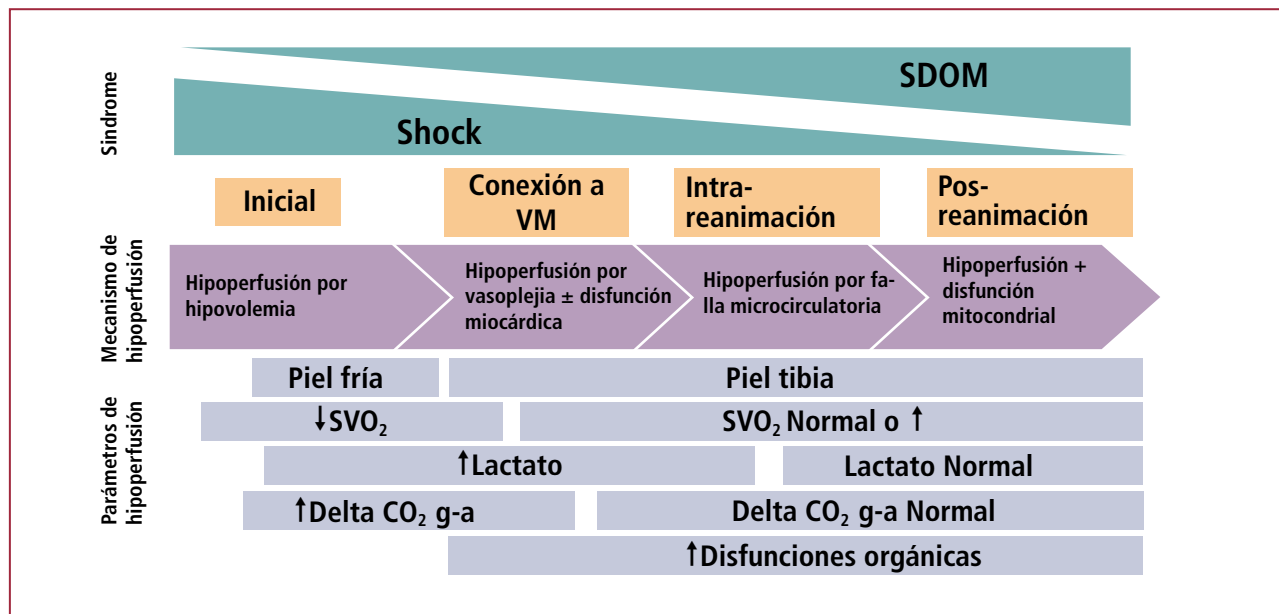 Sindrome
SDOM
Shock
Inicial
Conexión a
VM
Intra-
reanimación
Pos-
reanimación
Mecanismo de
hipoperfusión
Hipoperfusión por
hipovolemia
Hipoperfusión por
vasoplejia ± disfunción
miocárdica
Hipoperfusión por fa-
lla microcirculatoria
Hipoperfusión +
disfunción
mitocondrial
Parámetros de
hipoperfusión
Piel fría
Piel tibia
↓SVO₂
SVO₂ Normal o ↑
↑Lactato
Lactato Normal
↑Delta CO₂ g-a
Delta CO₂ g-a Normal
↑Disfunciones orgánicas